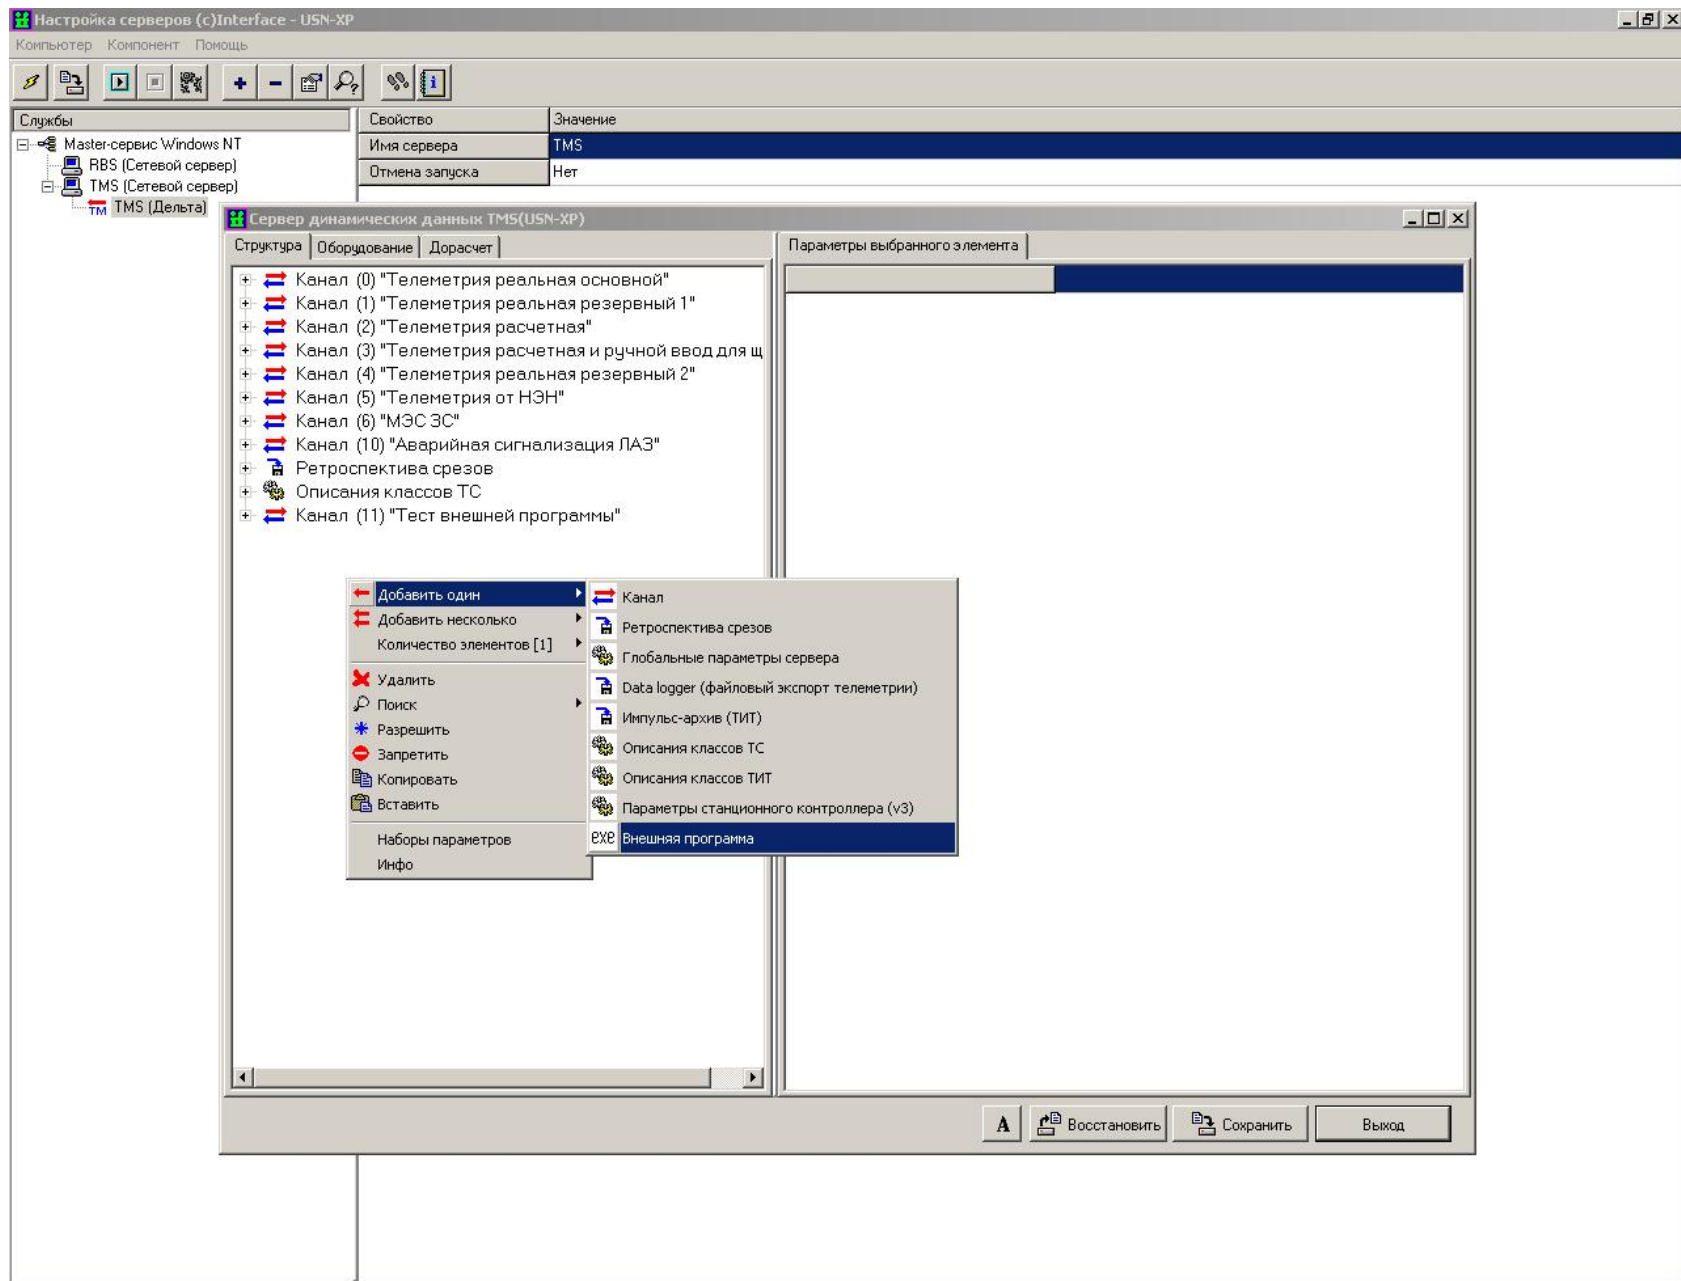 Настройка серверов (c)Interface - USN-XP
Компьютер Компонент Помощь
Службы
Свойство Значение
Master-сервис Windows NT
Имя сервера TMS
RBS (Сетевой сервер)
Отмена запуска Нет
TMS (Сетевой сервер)
TM TMS (Дельта)
Сервер динамических данных TMS(USN-XP)
Структура Оборудование Дорасчет
Параметры выбранного элемента
Канал (0) "Телеметрия реальная основной"
Канал (1) "Телеметрия реальная резервный 1"
Канал (2) "Телеметрия расчетная"
Канал (3) "Телеметрия расчетная и ручной ввод для щ
Канал (4) "Телеметрия реальная резервный 2"
Канал (5) "Телеметрия от НЭН"
Канал (6) "МЭС ЗС"
Канал (10) "Аварийная сигнализация ЛАЗ"
Ретроспектива срезов
Описания классов ТС
Канал (11) "Тест внешней программы"
Добавить один
Добавить несколько
Количество элементов [1]
Удалить
Поиск
Разрешить
Запретить
Копировать
Вставить
Наборы параметров
Инфо
Канал
Ретроспектива срезов
Глобальные параметры сервера
Data logger (файловый экспорт телеметрии)
Импульс-архив (ТИТ)
Описания классов ТС
Описания классов ТИТ
Параметры станционного контроллера (v3)
exe Внешняя программа
A Восстановить Сохранить Выход